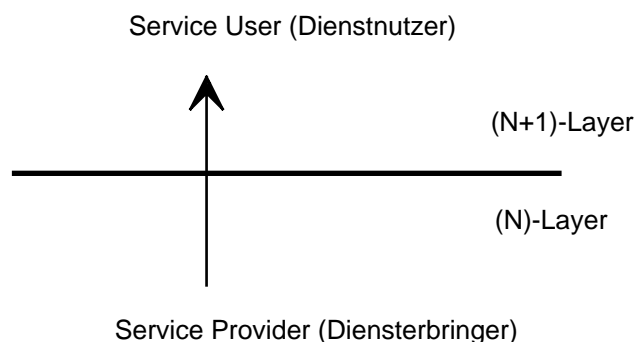 Service User (Dienstnutzer)
(N+1)-Layer
(N)-Layer
Service Provider (Diensterbringer)